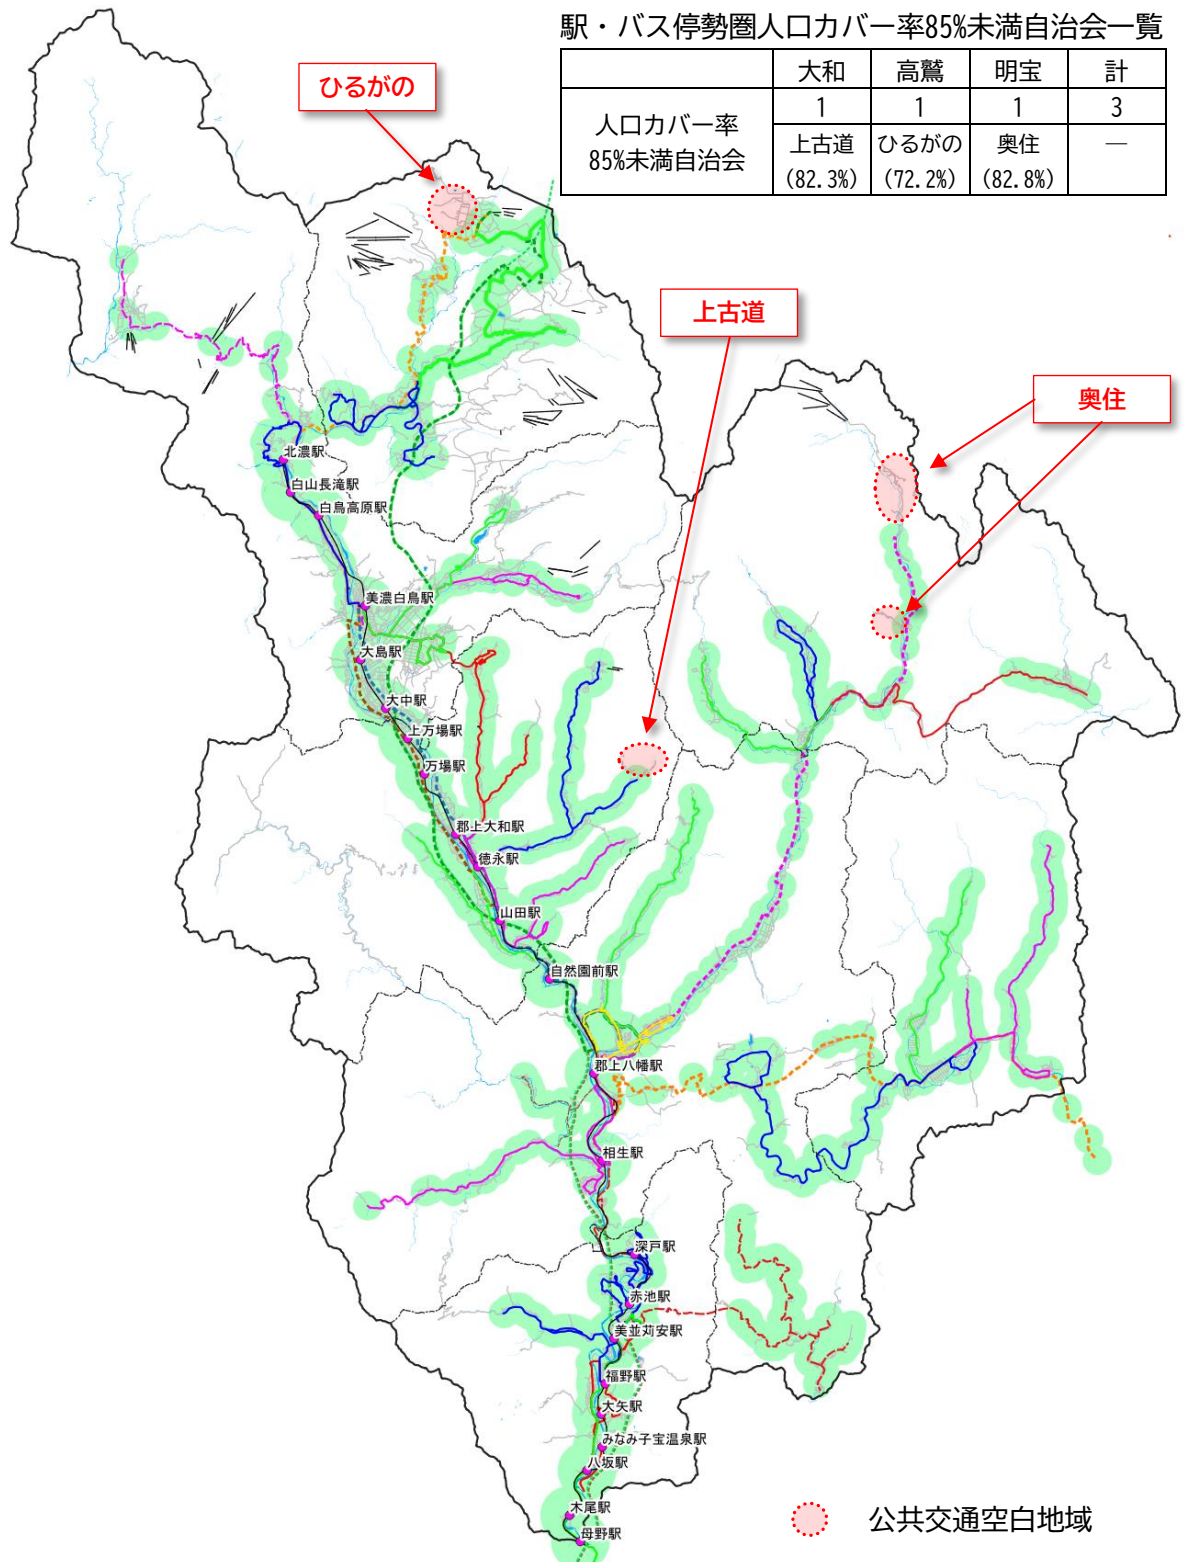 駅・バス停勢圏人口カバー率85%未満自治会一覧
大和 高鷲 明宝 計
人口カバー率
85%未満自治会
1 1 1 3
上古道 ひるがの 奥住 ―
(82.3%) (72.2%) (82.8%)
ひるがの
上古道
奥住
北濃駅
白山長滝駅
白鳥高原駅
美濃白鳥駅
大島駅
大中駅
上万場駅
万場駅
郡上大和駅
徳永駅
山田駅
自然園前駅
郡上八幡駅
相生駅
深戸駅
赤池駅
美並苅安駅
福野駅
大矢駅
みなみ子宝温泉駅
八坂駅
木尾駅
母野駅
公共交通空白地域